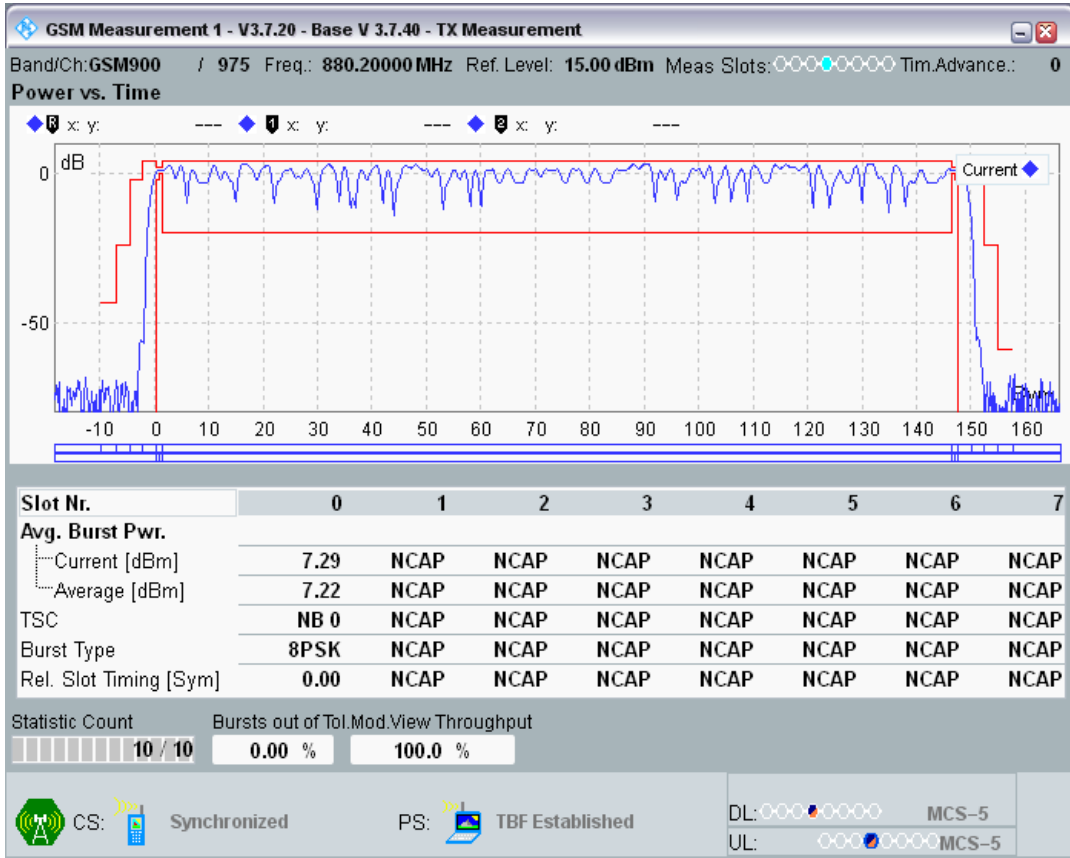 GSM Measurement 1 - V3.7.20 - Base V 3.7.40 - TX Measurement
Band/Ch:GSM900 / 975 Freq.: 880.20000 MHz Ref. Level: 15.00 dBm Meas Slots: Tim.Advance.: 0
Power vs. Time
R x: y: --- 1 x: y: --- 2 x: y: ---
dB
Current
0
-50
-10 0 10 20 30 40 50 60 70 80 90 100 110 120 130 140 150 160
Slot Nr. 0 1 2 3 4 5 6 7
Avg. Burst Pwr.
Current [dBm] 7.29 NCAP NCAP NCAP NCAP NCAP NCAP NCAP
Average [dBm] 7.22 NCAP NCAP NCAP NCAP NCAP NCAP NCAP
TSC NB 0 NCAP NCAP NCAP NCAP NCAP NCAP NCAP
Burst Type 8PSK NCAP NCAP NCAP NCAP NCAP NCAP NCAP
Rel. Slot Timing [Sym] 0.00 NCAP NCAP NCAP NCAP NCAP NCAP NCAP
Statistic Count Bursts out of Tol.Mod.View Throughput
10 / 10 0.00 % 100.0 %
CS: Synchronized PS: TBF Established
DL: MCS-5
UL: MCS-5